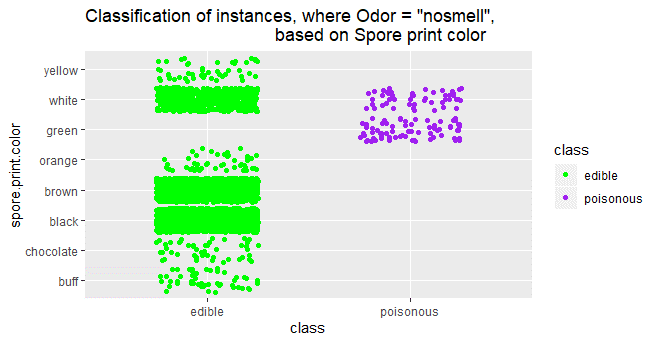 Classification of instances, where Odor = "nosmell",
based on Spore print color
spore.print.color
yellow
white
green
orange
brown
black
chocolate
buff
edible
poisonous
class
class
edible
poisonous